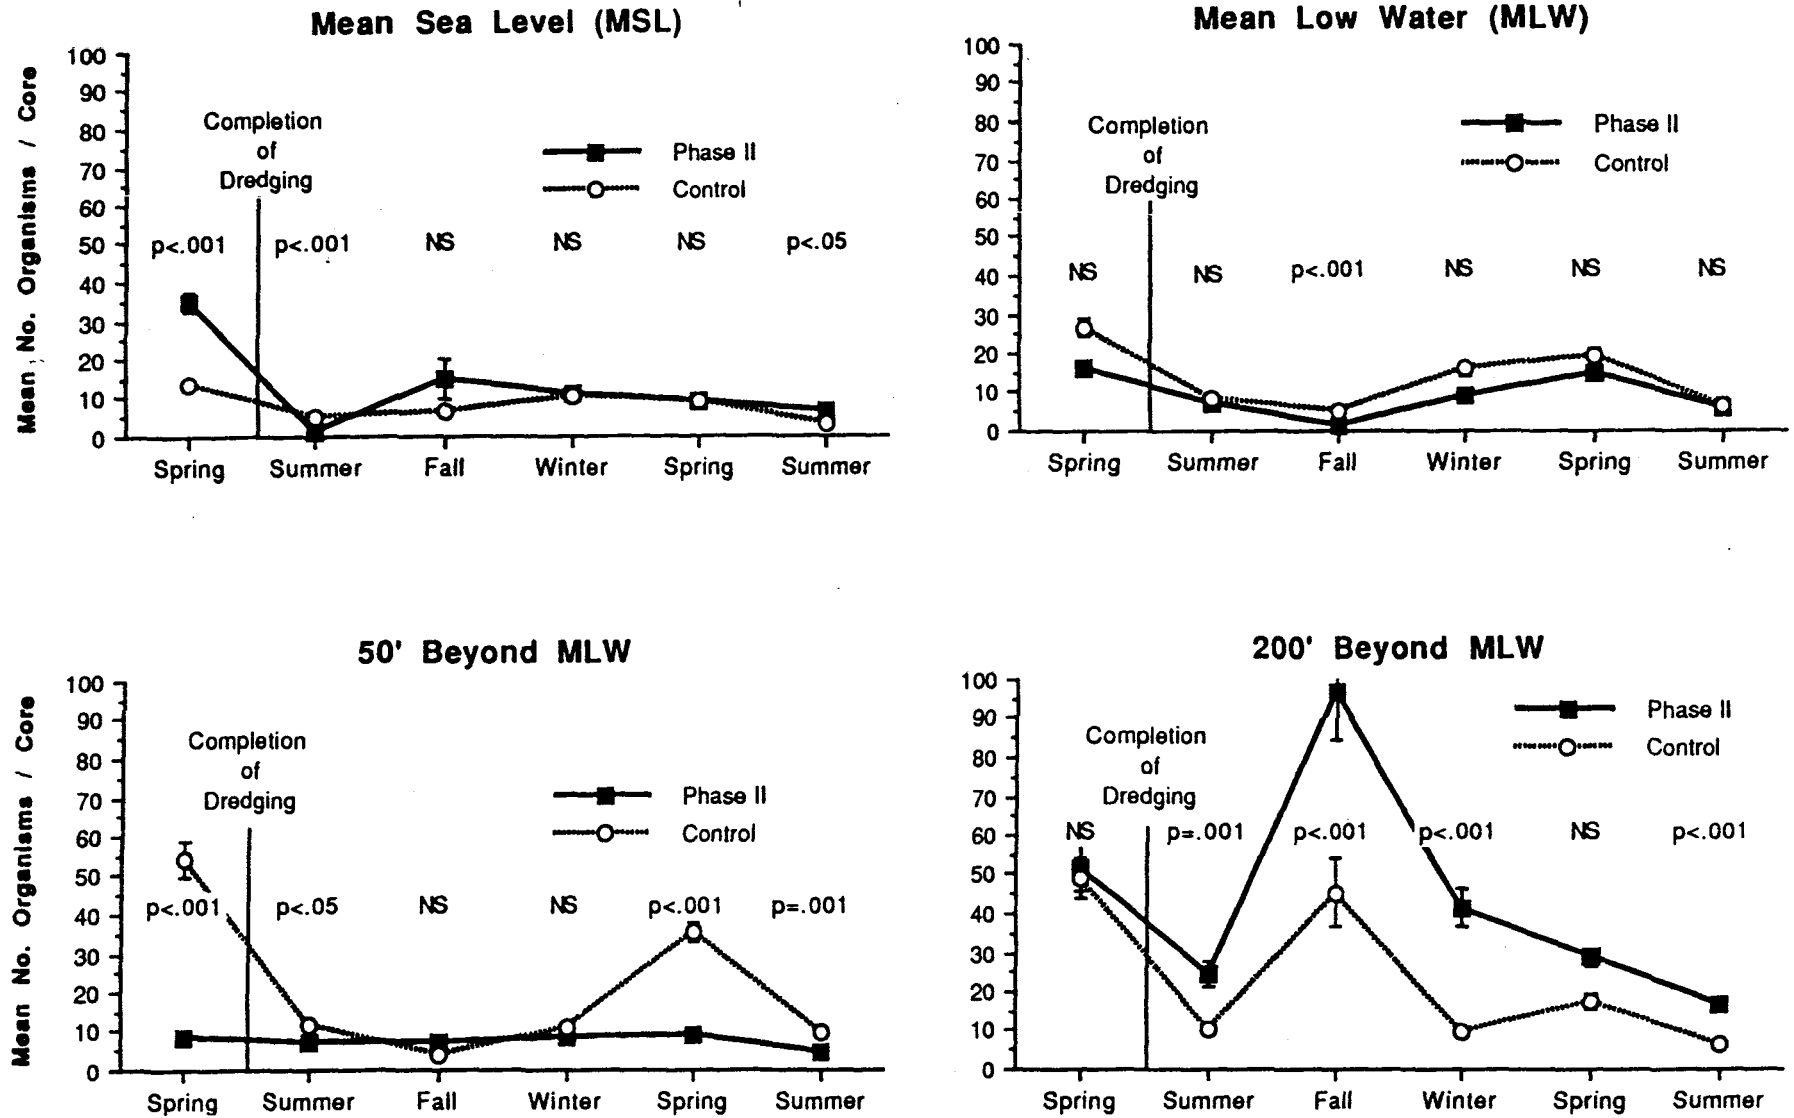 Mean Sea Level (MSL)
Mean No. Organisms / Core
100
90
80
70
60
50
40
30
20
10
0
Completion
of
Dredging
Phase II
Control
p<.001 p<.001 NS NS NS p<.05
Spring Summer Fall Winter Spring Summer
Mean Low Water (MLW)
100
90
80
70
60
50
40
30
20
10
0
Completion
of
Dredging
Phase II
Control
NS NS p<.001 NS NS NS
Spring Summer Fall Winter Spring Summer
50' Beyond MLW
Mean No. Organisms / Core
100
90
80
70
60
50
40
30
20
10
0
Completion
of
Dredging
Phase II
Control
p<.001 p<.05 NS NS p<.001 p=.001
Spring Summer Fall Winter Spring Summer
200' Beyond MLW
100
90
80
70
60
50
40
30
20
10
0
Completion
of
Dredging
Phase II
Control
NS p=.001 p<.001 p<.001 NS p<.001
Spring Summer Fall Winter Spring Summer